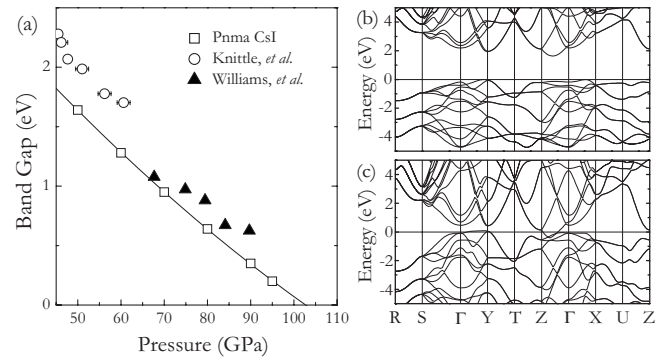 (a)
Pnma CsI
Knittle, et al.
Williams, et al.
Band Gap (eV)
2
1
0
50 60 70 80 90 100 110
Pressure (GPa)
(b)
Energy (eV)
4
2
0
-2
-4
(c)
Energy (eV)
4
2
0
-2
-4
R S Γ Y T Z Γ X U Z